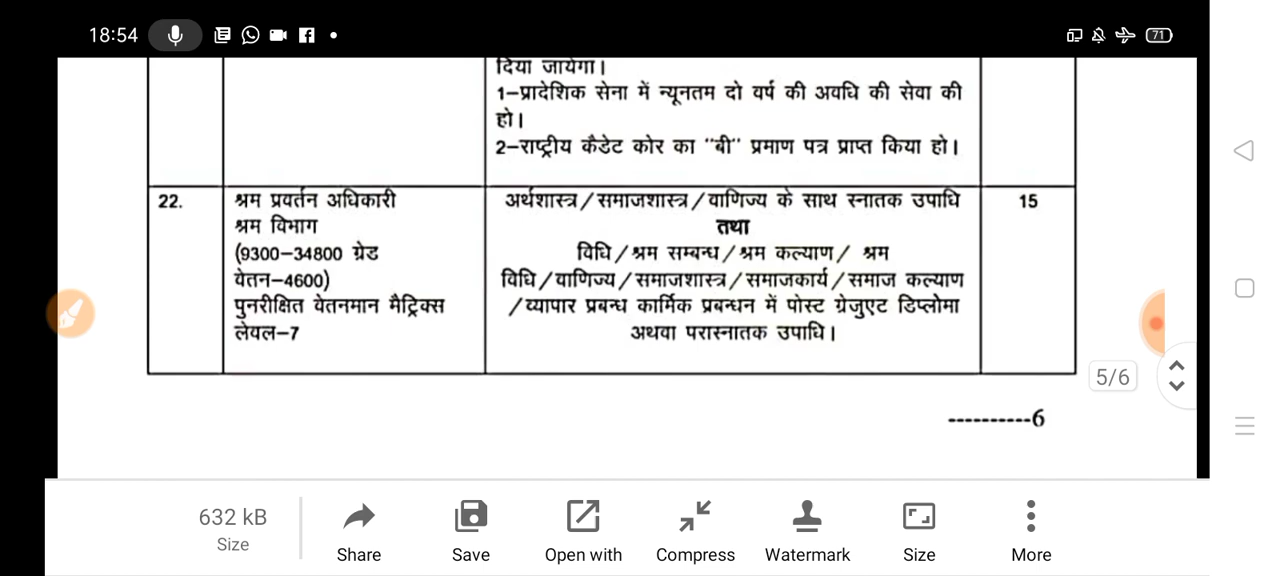 18:54
71
दिया जायेगा।
1–प्रादेशिक सेना में न्यूनतम दो वर्ष की अवधि की सेवा की
हो।
2–राष्ट्रीय कैडेट कोर का "बी" प्रमाण पत्र प्राप्त किया हो।
22.
श्रम प्रवर्तन अधिकारी
श्रम विभाग
(9300–34800 ग्रेड
वेतन–4600)
पुनरीक्षित वेतनमान मैट्रिक्स
लेवल–7
अर्थशास्त्र/समाजशास्त्र/वाणिज्य के साथ स्नातक उपाधि
तथा
विधि/श्रम सम्बन्ध/श्रम कल्याण/ श्रम
विधि/वाणिज्य/समाजशास्त्र/समाजकार्य/समाज कल्याण
/व्यापार प्रबन्ध कार्मिक प्रबन्धन में पोस्ट ग्रेजुएट डिप्लोमा
अथवा परास्नातक उपाधि।
15
5/6
----------6
632 kB
Size
Share
Save
Open with
Compress
Watermark
Size
More